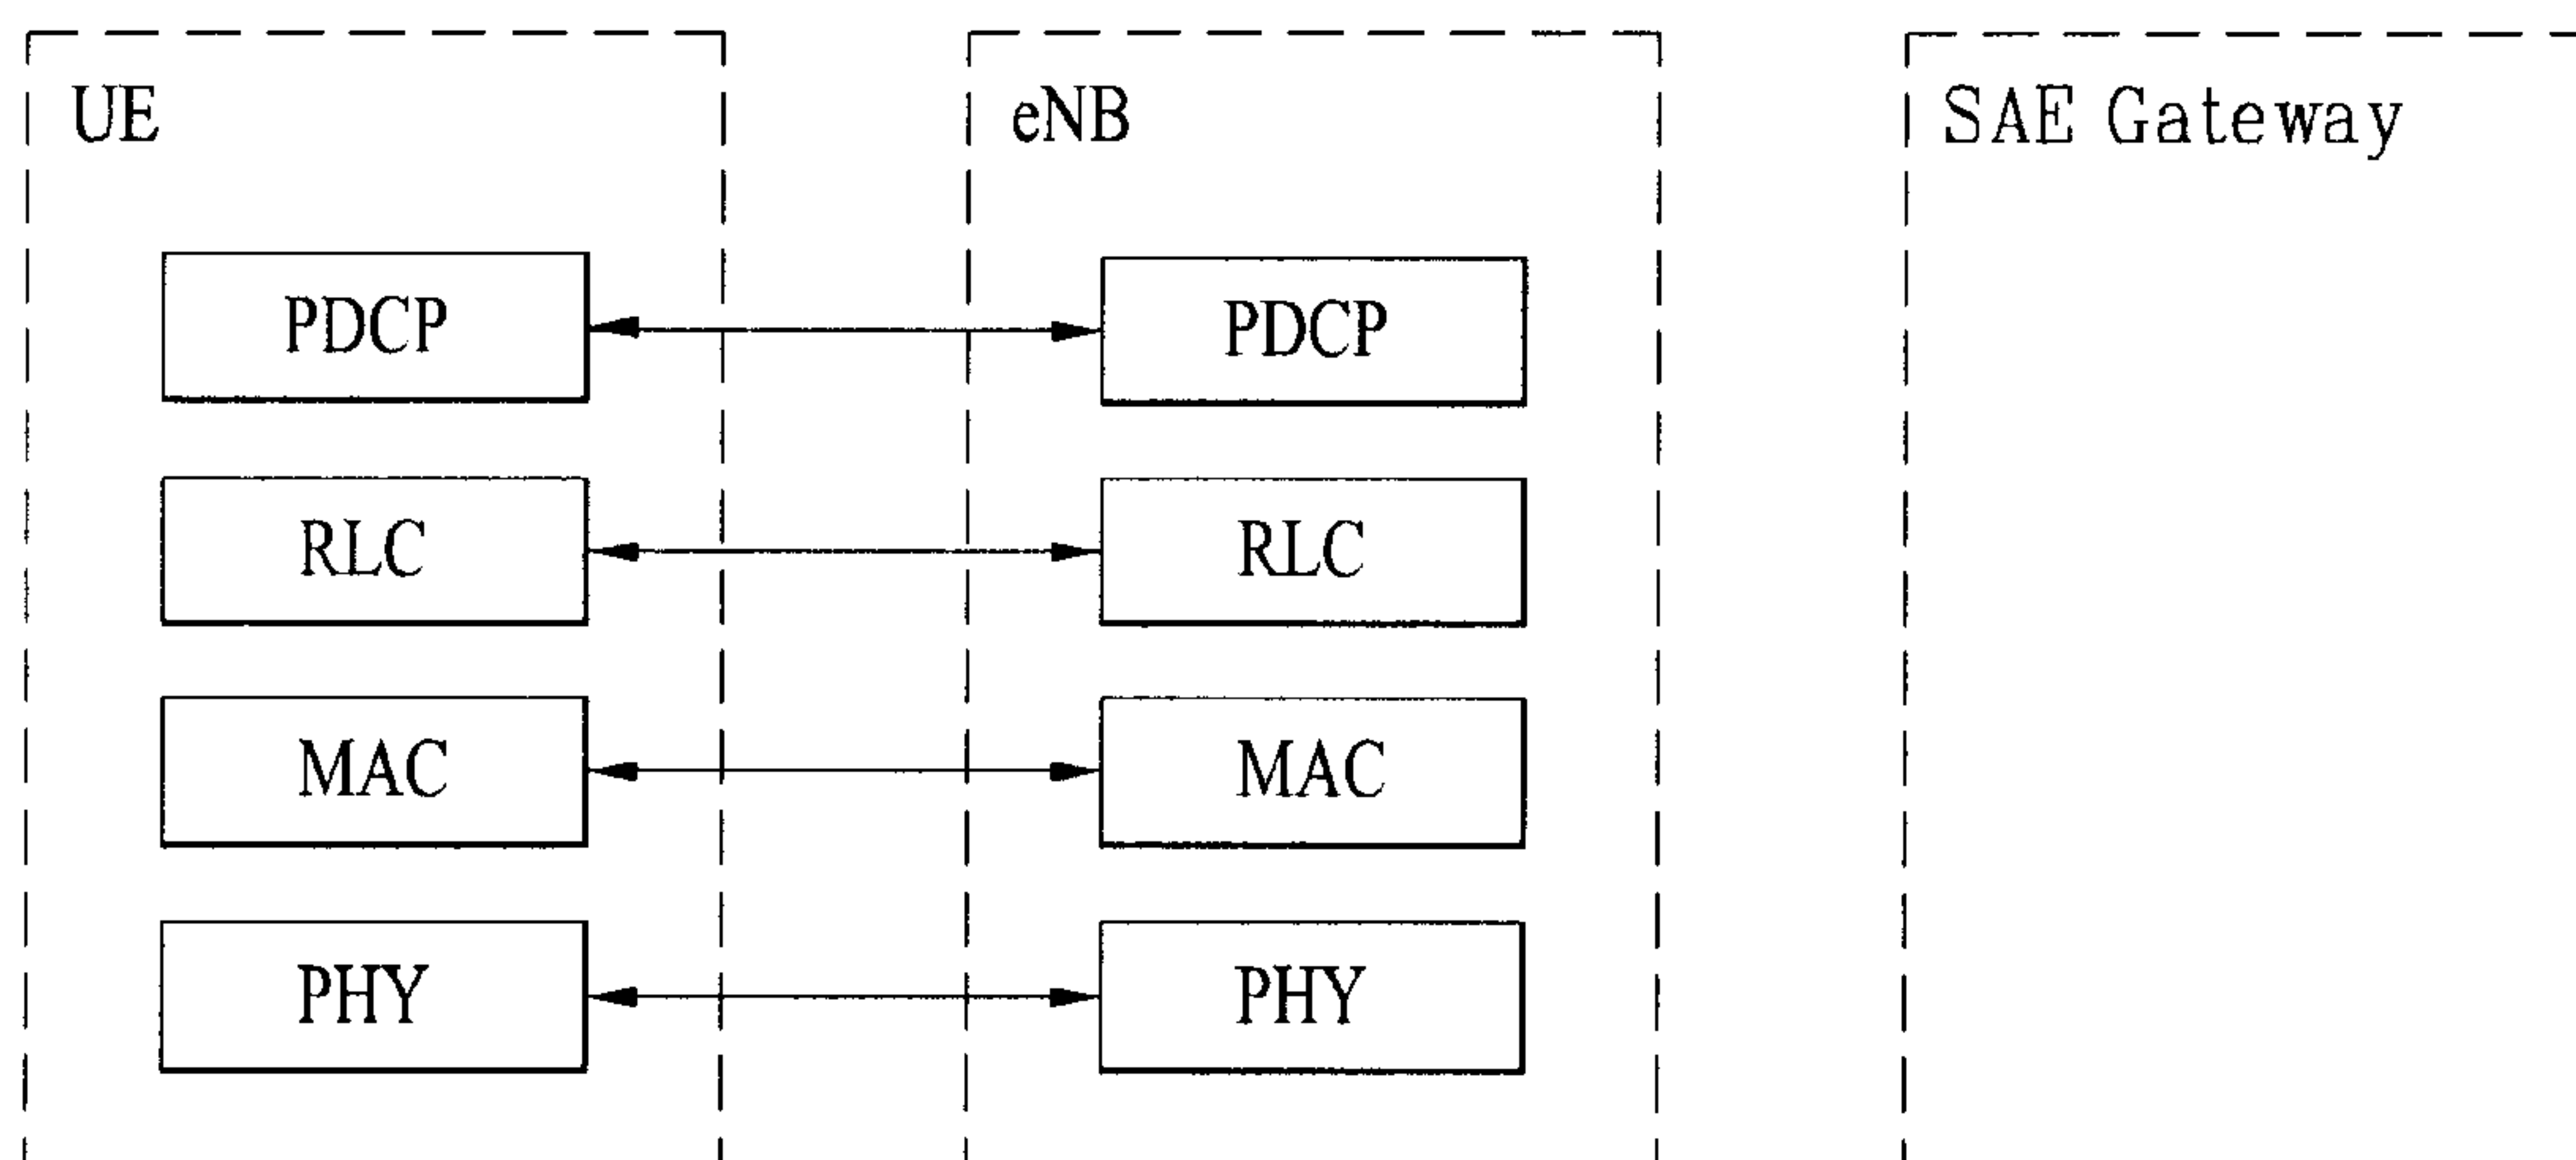 UE
eNB
SAE Gateway
PDCP
PDCP
RLC
RLC
MAC
MAC
PHY
PHY